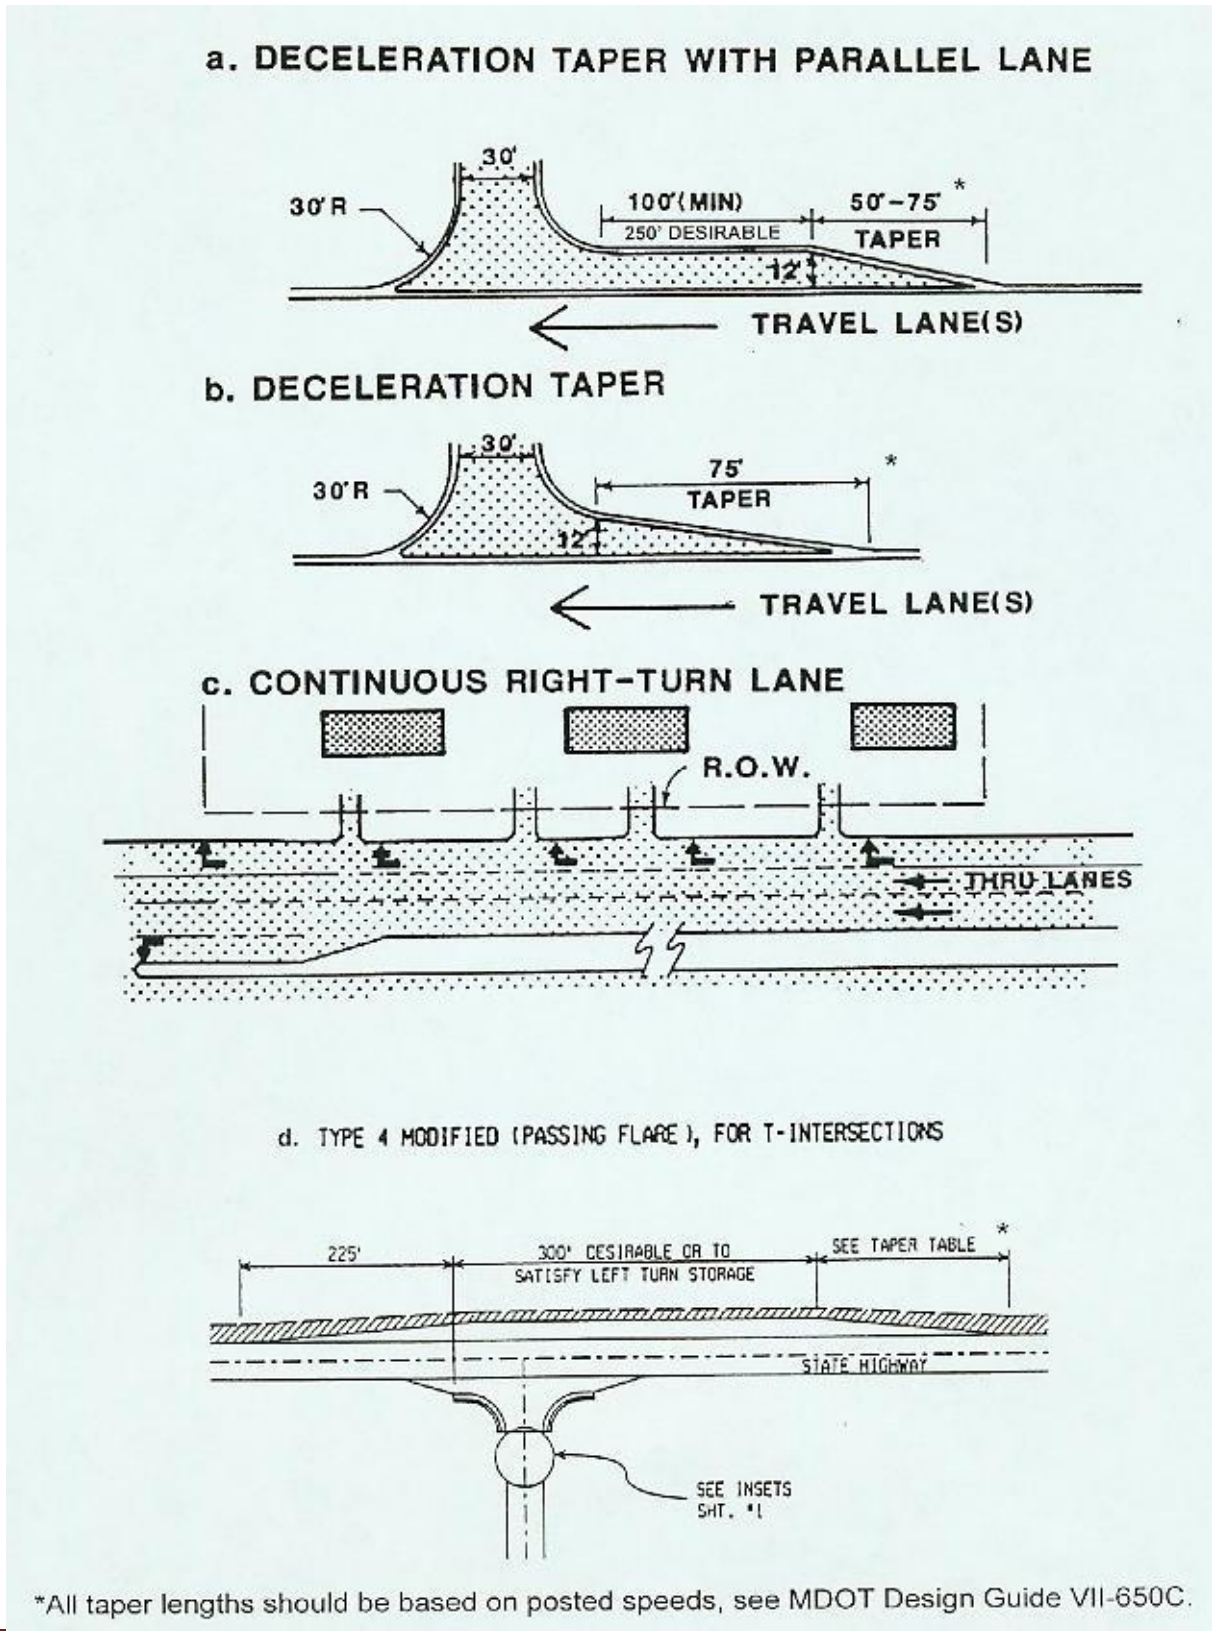 a. DECELERATION TAPER WITH PARALLEL LANE
30'
30'R
100'(MIN)
250' DESIRABLE
50'-75' *
TAPER
12'
TRAVEL LANE(S)
b. DECELERATION TAPER
30'
30'R
75' *
TAPER
12'
TRAVEL LANE(S)
c. CONTINUOUS RIGHT-TURN LANE
R.O.W.
THRU LANES
d. TYPE 4 MODIFIED (PASSING FLARE), FOR T-INTERSECTIONS
225'
300' DESIRABLE OR TO
SATISFY LEFT TURN STORAGE
SEE TAPER TABLE *
STATE HIGHWAY
SEE INSETS
SHT. #1
*All taper lengths should be based on posted speeds, see MDOT Design Guide VII-650C.